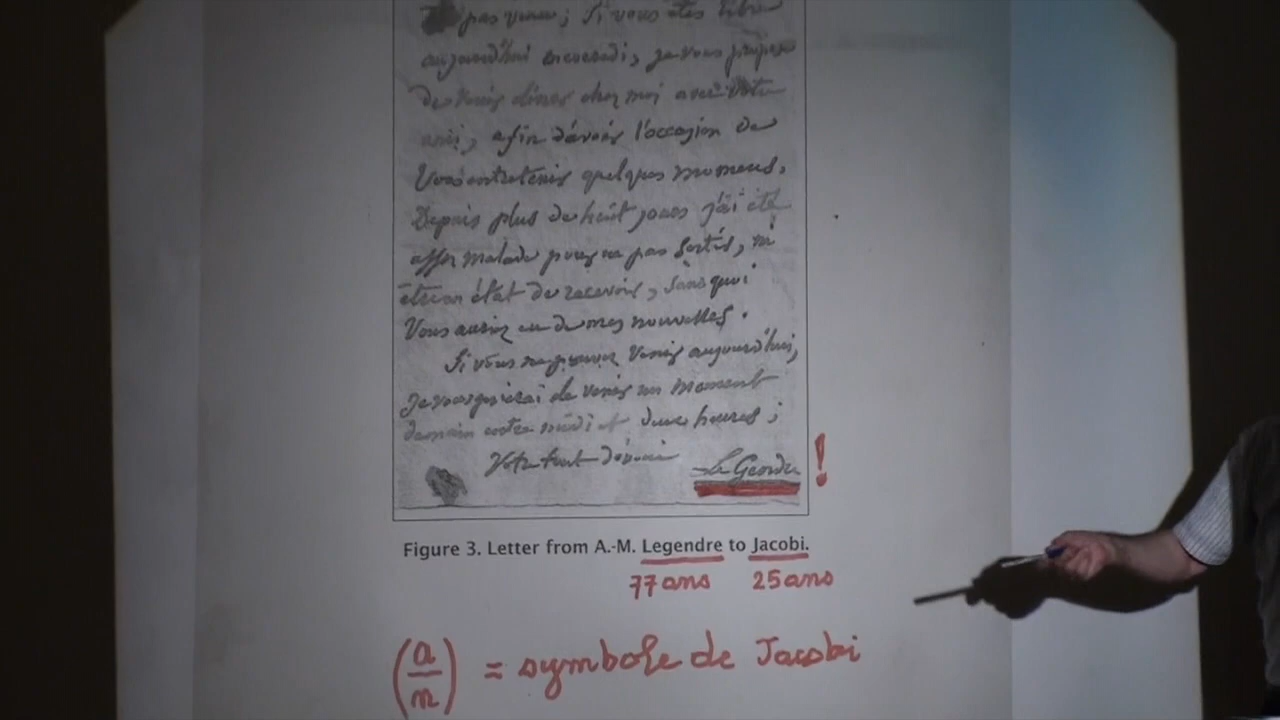 pas venu ; Si vous êtes libre
aujourd'hui mercredi, je vous propose
de venir dîner chez moi avec votre
ami, afin d'avoir l'occasion de
Vous entretenir quelques momens.
Depuis plus de huit jours j'ai été
assez malade pour ne pas sortir, ni
être en état de recevoir, sans quoi
Vous auriez eu de mes nouvelles.
Si vous ne pouvez venir aujourd'hui,
je vous prierai de venir un moment
demain entre midi et deux heures ;
Votre tout dévoué Le Gendre !
Figure 3. Letter from A.-M. Legendre to Jacobi.
77 ans 25 ans
(a/n) = symbole de Jacobi